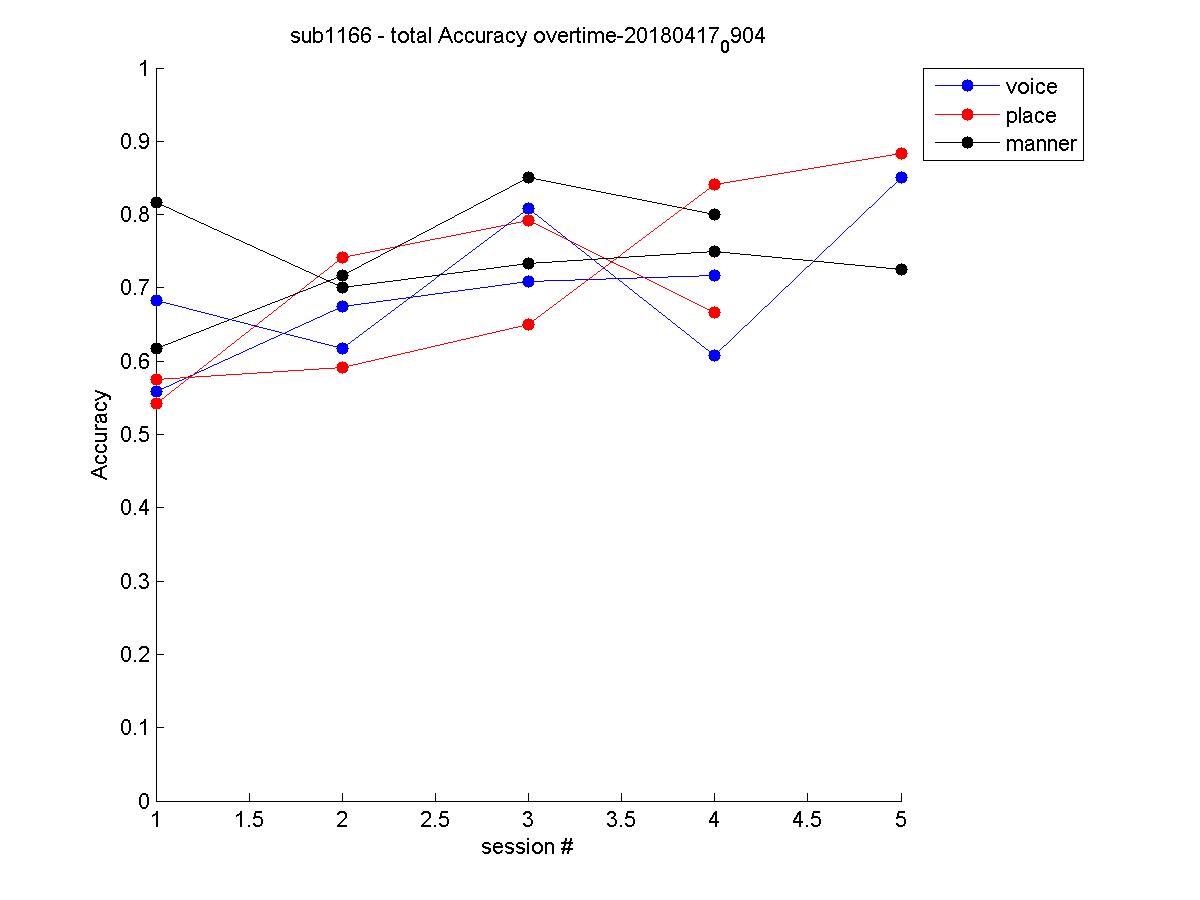 sub1166 - total Accuracy overtime-20180417₀904
voice
place
manner
1
0.9
0.8
0.7
0.6
0.5
0.4
0.3
0.2
0.1
0
Accuracy
1 1.5 2 2.5 3 3.5 4 4.5 5
session #